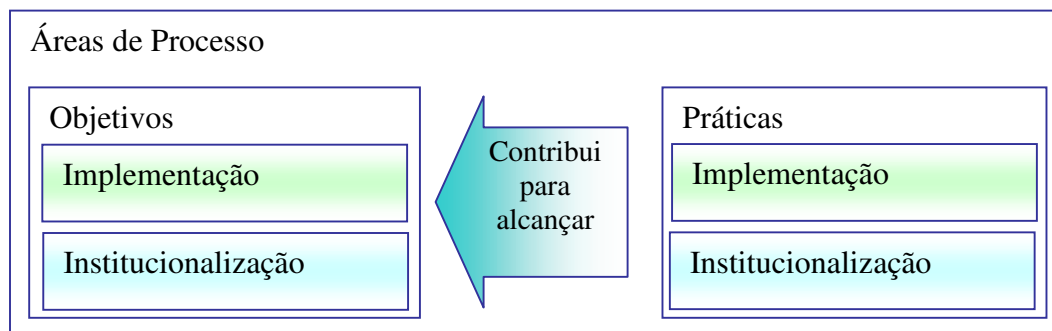 Áreas de Processo
Objetivos
Implementação
Institucionalização
Contribui
para
alcançar
Práticas
Implementação
Institucionalização